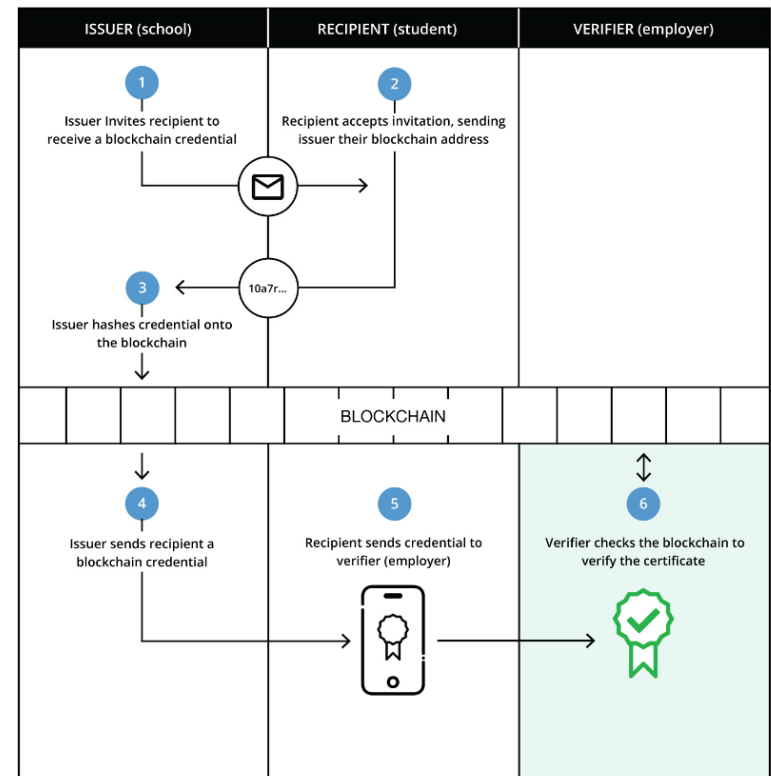 ISSUER (school)
RECIPIENT (student)
VERIFIER (employer)
1
Issuer Invites recipient to
receive a blockchain credential
2
Recipient accepts invitation, sending
issuer their blockchain address
10a7r...
3
Issuer hashes credential onto
the blockchain
BLOCKCHAIN
4
Issuer sends recipient a
blockchain credential
5
Recipient sends credential to
verifier (employer)
6
Verifier checks the blockchain to
verify the certificate